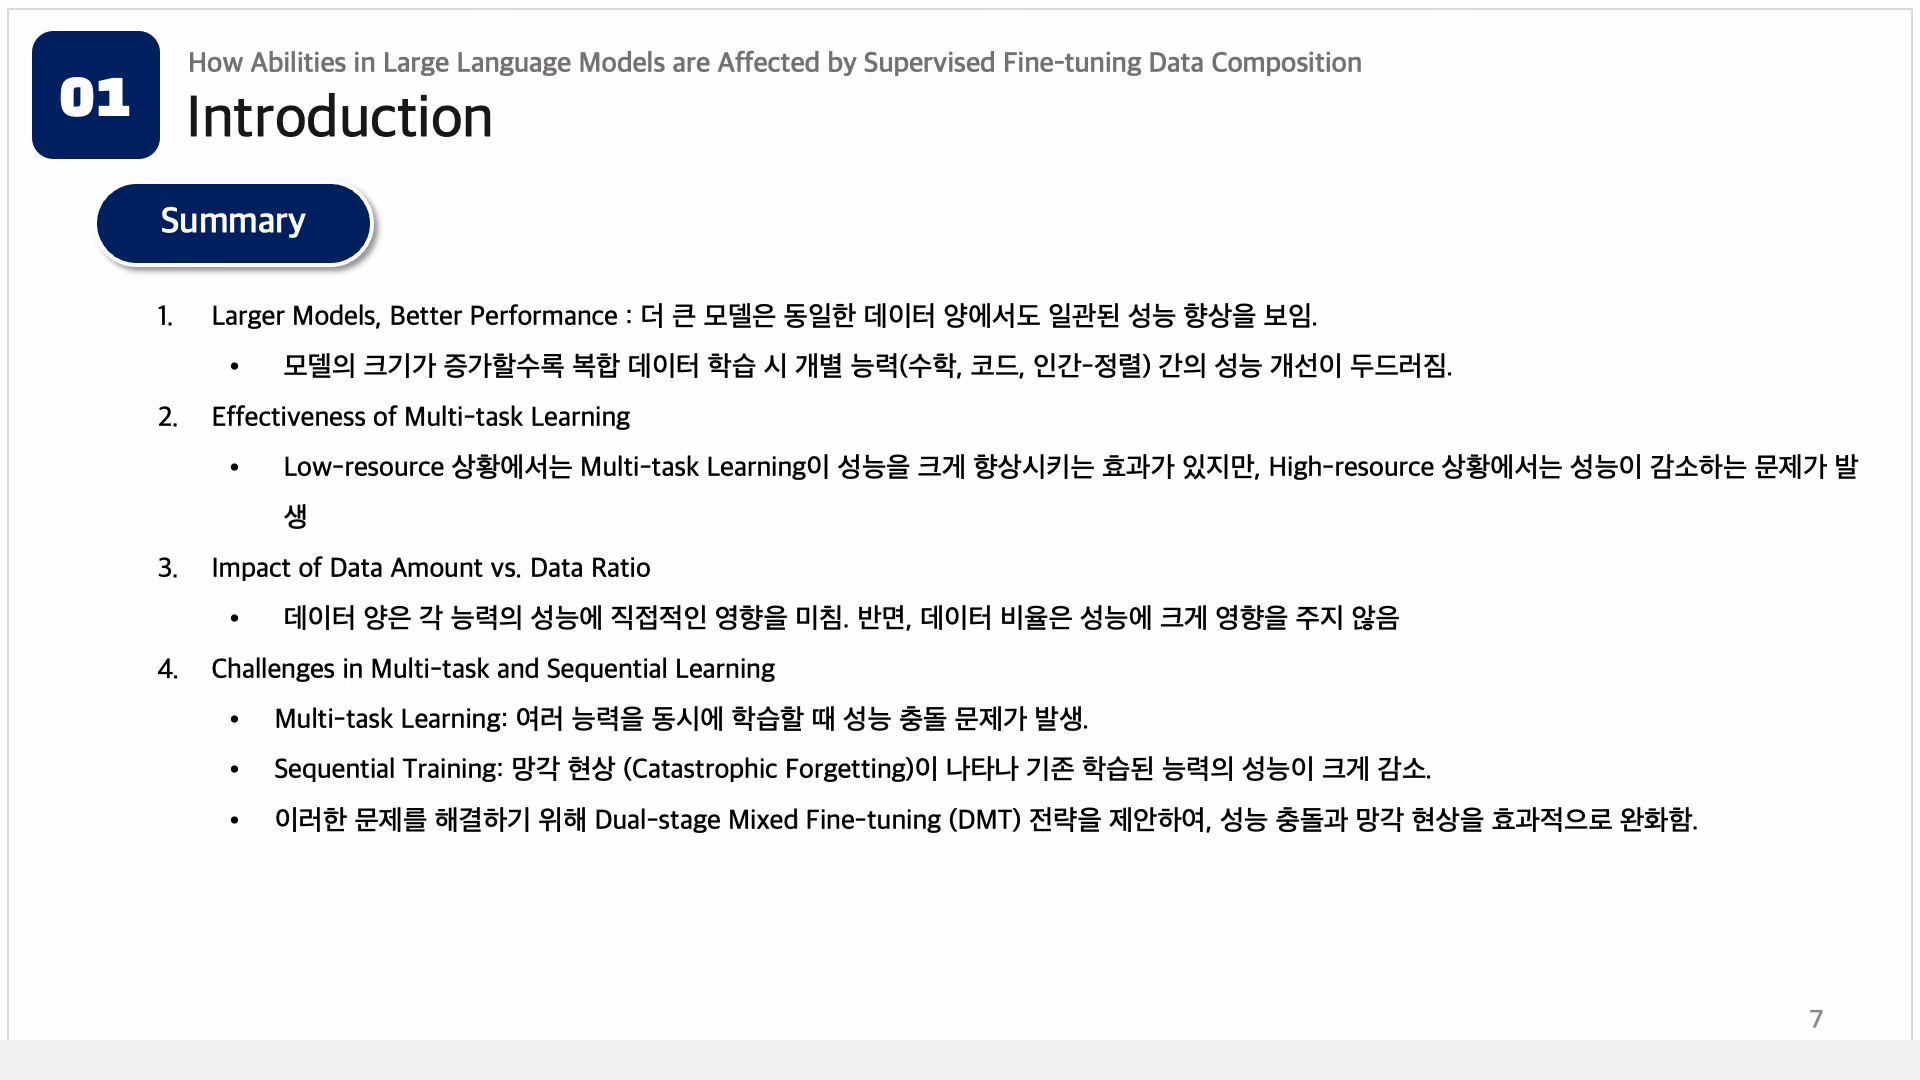 01
How Abilities in Large Language Models are Affected by Supervised Fine-tuning Data Composition
Introduction
Summary
1. Larger Models, Better Performance : 더 큰 모델은 동일한 데이터 양에서도 일관된 성능 향상을 보임.
• 모델의 크기가 증가할수록 복합 데이터 학습 시 개별 능력(수학, 코드, 인간-정렬) 간의 성능 개선이 두드러짐.
2. Effectiveness of Multi-task Learning
• Low-resource 상황에서는 Multi-task Learning이 성능을 크게 향상시키는 효과가 있지만, High-resource 상황에서는 성능이 감소하는 문제가 발
생
3. Impact of Data Amount vs. Data Ratio
• 데이터 양은 각 능력의 성능에 직접적인 영향을 미침. 반면, 데이터 비율은 성능에 크게 영향을 주지 않음
4. Challenges in Multi-task and Sequential Learning
• Multi-task Learning: 여러 능력을 동시에 학습할 때 성능 충돌 문제가 발생.
• Sequential Training: 망각 현상 (Catastrophic Forgetting)이 나타나 기존 학습된 능력의 성능이 크게 감소.
• 이러한 문제를 해결하기 위해 Dual-stage Mixed Fine-tuning (DMT) 전략을 제안하여, 성능 충돌과 망각 현상을 효과적으로 완화함.
7